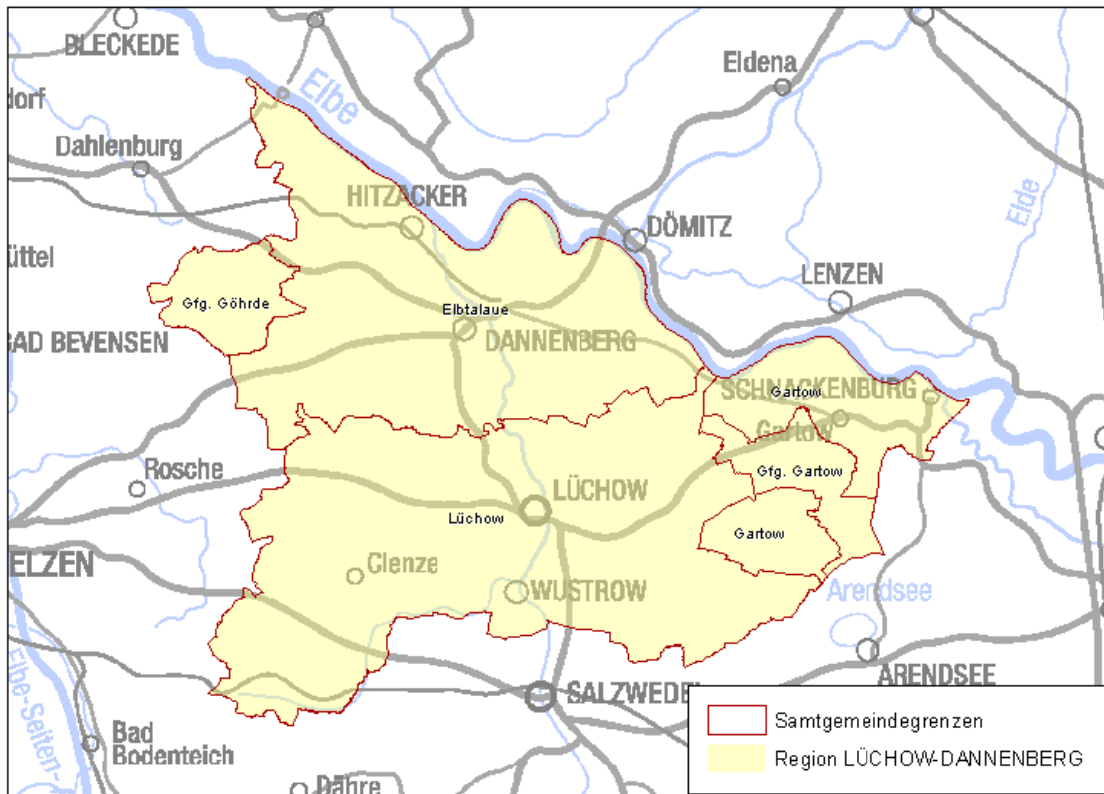 BLECKEDE
Elbe
Eldena
dorf
Dahlenburg
HITZACKER
Elde
DÖMITZ
üttel
LENZEN
Gfg. Göhrde
Elbtalaue
DANNENBERG
BAD BEVENSEN
SCHNACKENBURG
Gartow
Gartow
Rosche
Gfg. Gartow
LÜCHOW
Lüchow
Gartow
ELZEN
Clenze
WUSTROW
Arendsee
ARENDSEE
Elbe-Seiten-
SALZWEDEL
Samtgemeindegrenzen
Bad
Bodenteich
Region LÜCHOW-DANNENBERG
Dähre